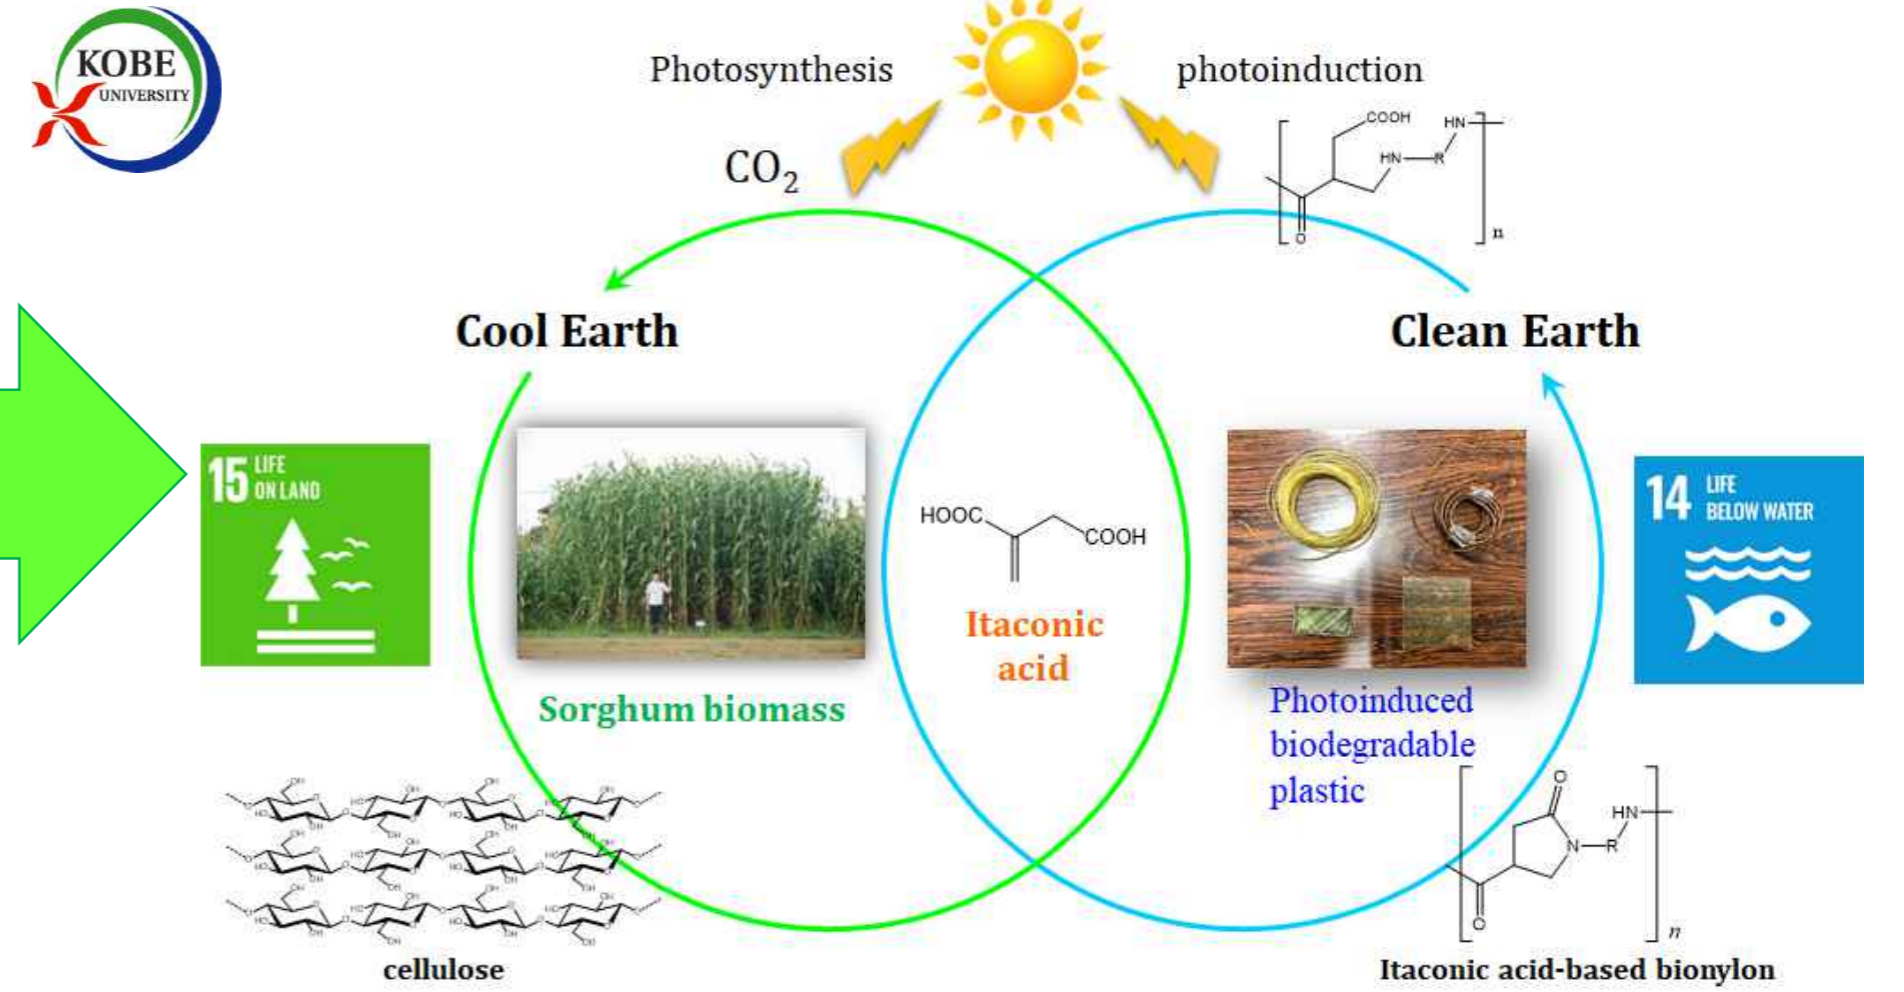 KOBE
UNIVERSITY
Photosynthesis
photoinduction
CO₂
COOH
HN
HN
R
O
n
Cool Earth
Clean Earth
15 LIFE
ON LAND
14 LIFE
BELOW WATER
HOOC
COOH
Itaconic
acid
Sorghum biomass
Photoinduced
biodegradable
plastic
O
HN
N
R
O
n
cellulose
Itaconic acid-based bionylon